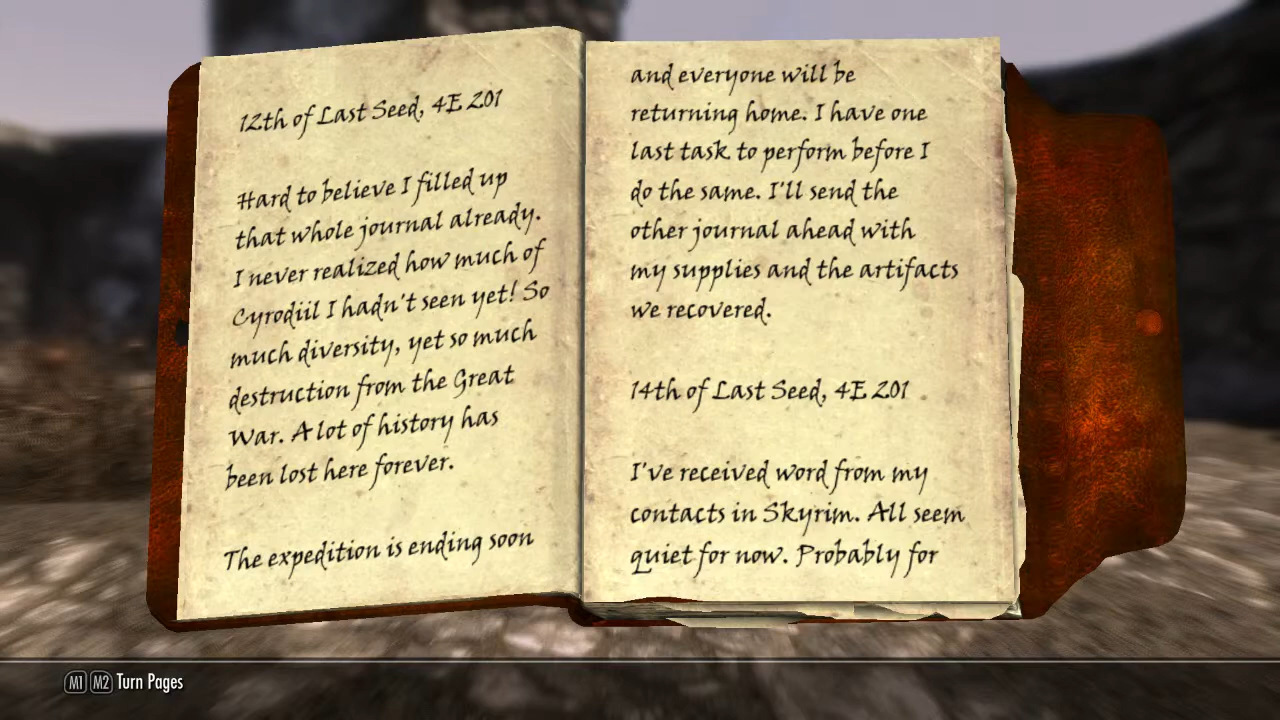 12th of Last Seed, 4E 201
Hard to believe I filled up
that whole journal already.
I never realized how much of
Cyrodiil I hadn't seen yet! So
much diversity, yet so much
destruction from the Great
War. A lot of history has
been lost here forever.
The expedition is ending soon
and everyone will be
returning home. I have one
last task to perform before I
do the same. I'll send the
other journal ahead with
my supplies and the artifacts
we recovered.
14th of Last Seed, 4E 201
I've received word from my
contacts in Skyrim. All seem
quiet for now. Probably for
M1 M2 Turn Pages